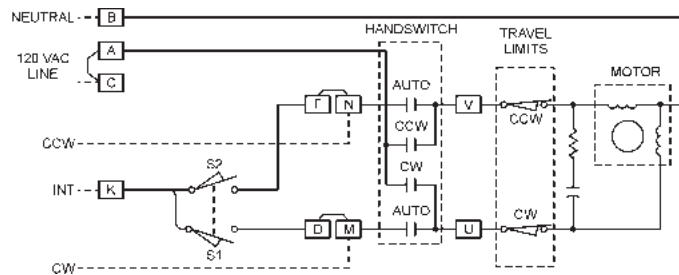 NEUTRAL B
HANDSWITCH
A
120 VAC
LINE
C
TRAVEL
LIMITS
MOTOR
AUTO
F N
V
CCW
CCW
CCW
S2
CW
INT K
D M
AUTO
U
CW
S1
CW